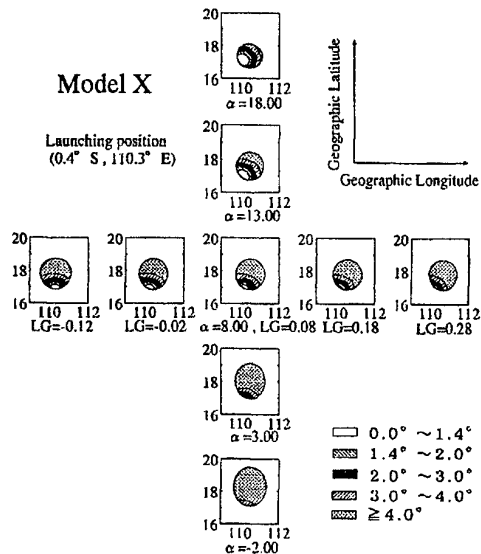 Model X
Launching position
(0.4° S, 110.3° E)
20
18
16
110 112
α=18.00
20
18
16
110 112
α=13.00
Geographic Latitude
Geographic Longitude
20
18
16
110 112
LG=-0.12
20
18
16
110 112
LG=-0.02
20
18
16
110 112
α=8.00, LG=0.08
20
18
16
110 112
LG=0.18
20
18
16
110 112
LG=0.28
20
18
16
110 112
α=3.00
20
18
16
110 112
α=-2.00
0.0° ~1.4°
1.4° ~2.0°
2.0° ~3.0°
3.0° ~4.0°
≧4.0°